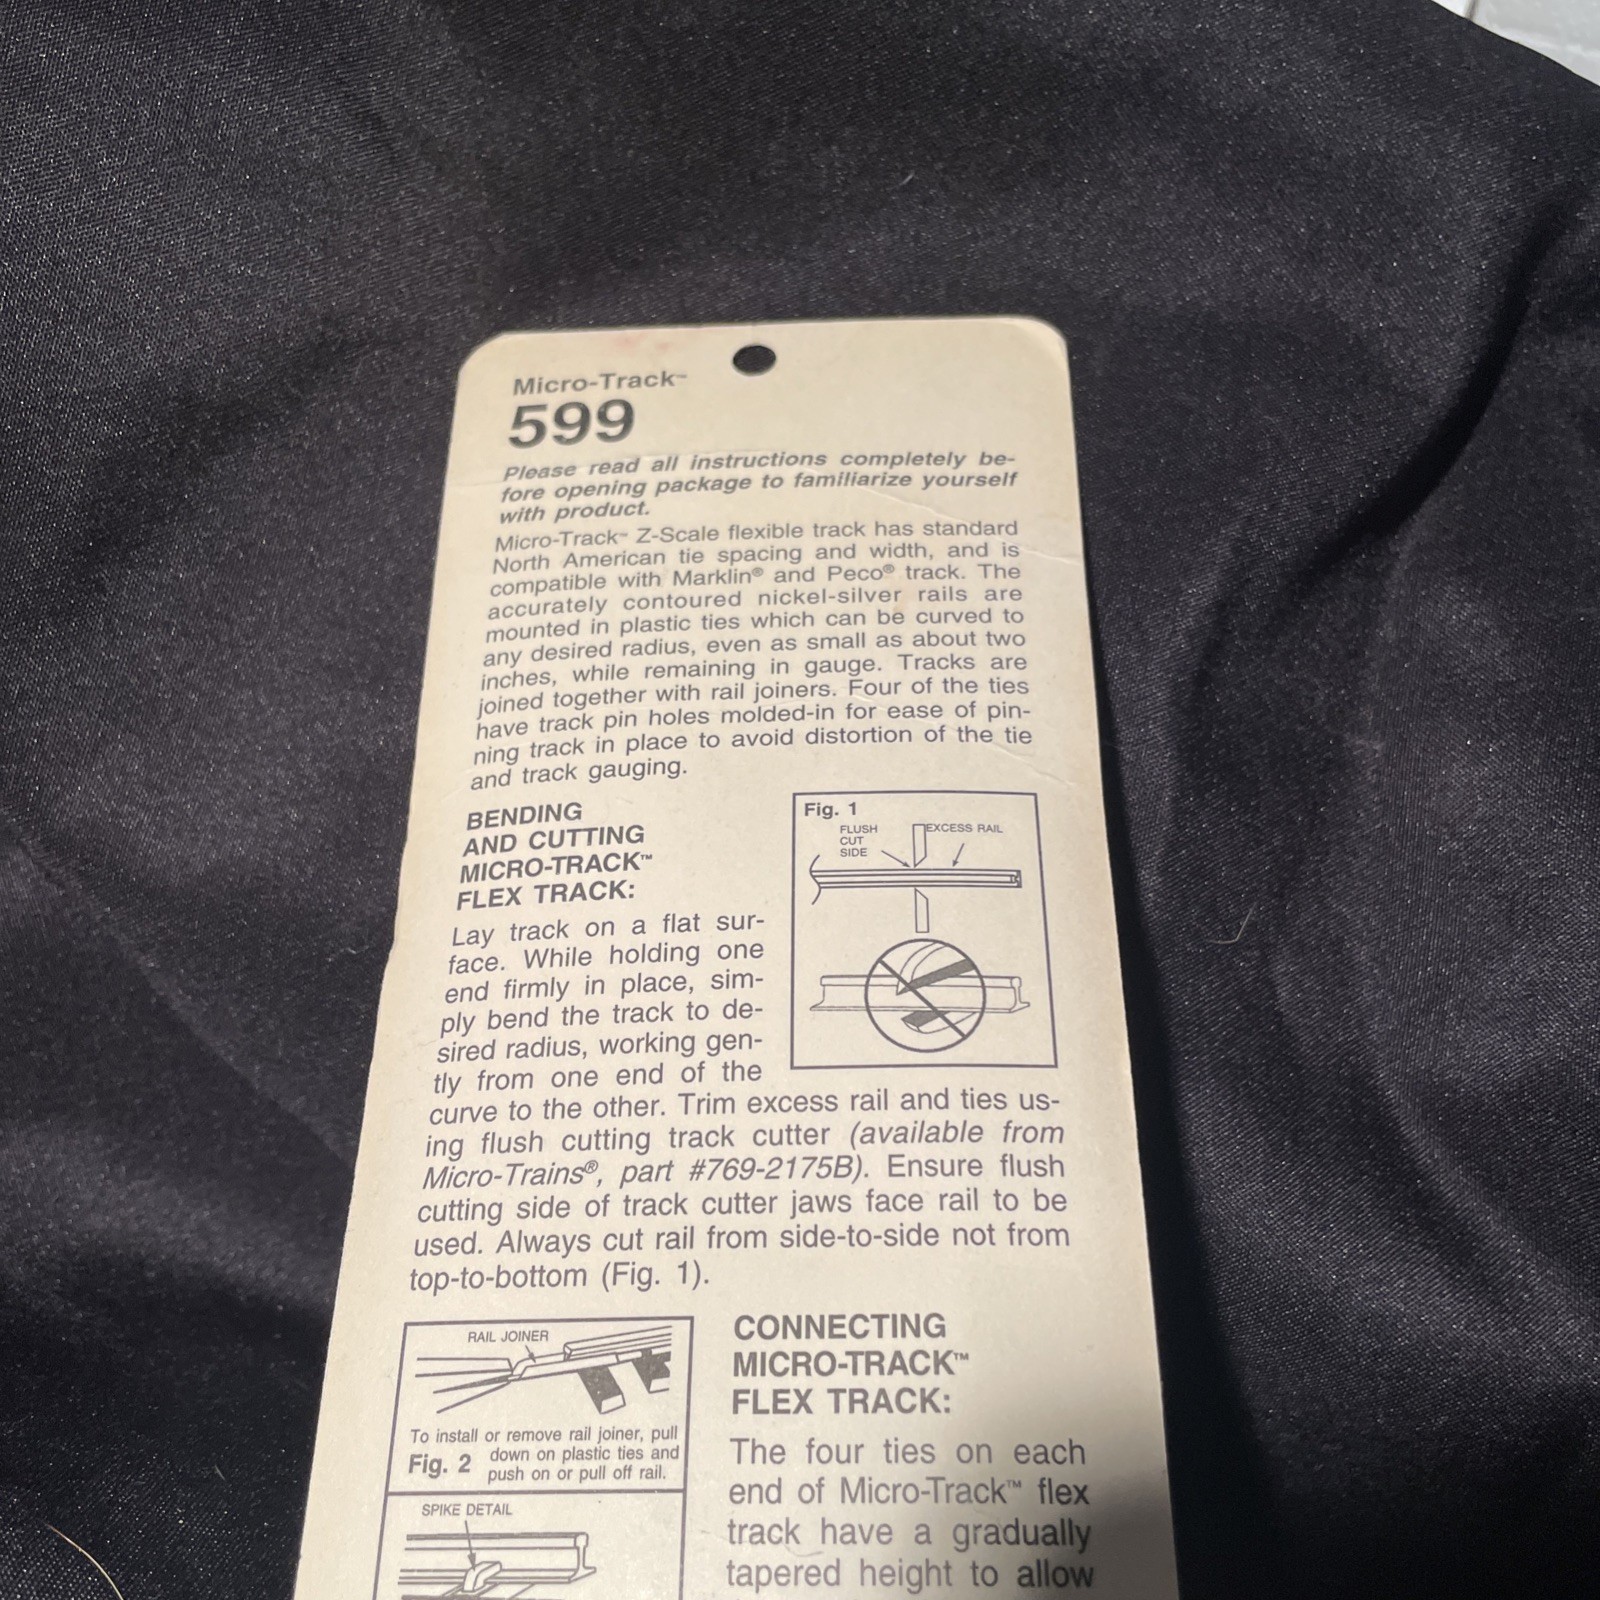 Micro-Track™
599
Please read all instructions completely be-
fore opening package to familiarize yourself
with product.
Micro-Track™ Z-Scale flexible track has standard
North American tie spacing and width, and is
compatible with Marklin® and Peco® track. The
accurately contoured nickel-silver rails are
mounted in plastic ties which can be curved to
any desired radius, even as small as about two
inches, while remaining in gauge. Tracks are
joined together with rail joiners. Four of the ties
have track pin holes molded-in for ease of pin-
ning track in place to avoid distortion of the tie
and track gauging.
BENDING
AND CUTTING
MICRO-TRACK™
FLEX TRACK:
Lay track on a flat sur-
face. While holding one
end firmly in place, sim-
ply bend the track to de-
sired radius, working gen-
tly from one end of the
curve to the other. Trim excess rail and ties us-
ing flush cutting track cutter (available from
Micro-Trains®, part #769-2175B). Ensure flush
cutting side of track cutter jaws face rail to be
used. Always cut rail from side-to-side not from
top-to-bottom (Fig. 1).
Fig. 1
FLUSH
CUT
SIDE
EXCESS RAIL
RAIL JOINER
To install or remove rail joiner, pull
down on plastic ties and
Fig. 2 push on or pull off rail.
SPIKE DETAIL
CONNECTING
MICRO-TRACK™
FLEX TRACK:
The four ties on each
end of Micro-Track™ flex
track have a gradually
tapered height to allow